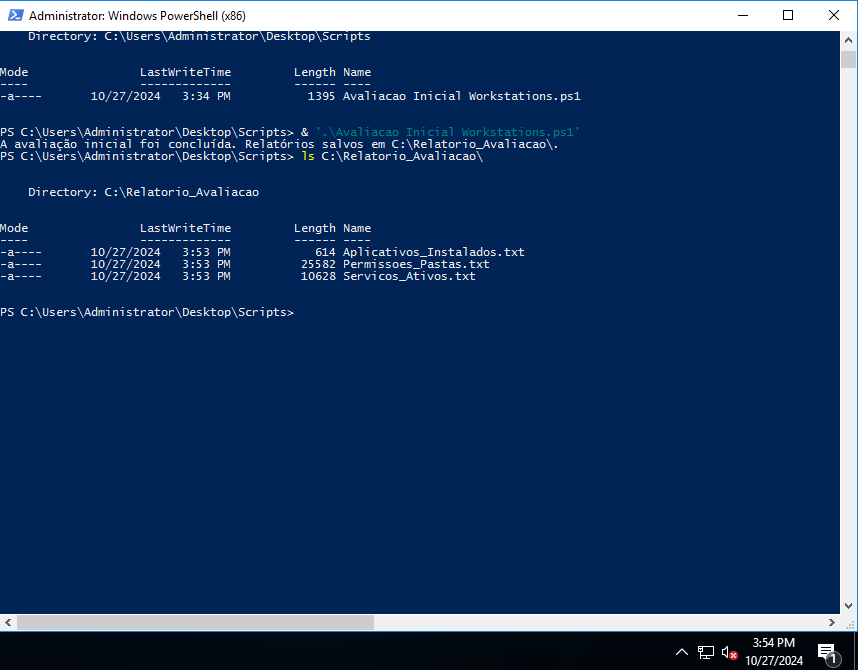 Administrator: Windows PowerShell (x86)
Directory: C:\Users\Administrator\Desktop\Scripts
Mode                LastWriteTime         Length Name
----                -------------         ------ ----
-a----       10/27/2024   3:34 PM           1395 Avaliacao Inicial Workstations.ps1
PS C:\Users\Administrator\Desktop\Scripts> & '.\Avaliacao Inicial Workstations.ps1'
A avaliação inicial foi concluída. Relatórios salvos em C:\Relatorio_Avaliacao\.
PS C:\Users\Administrator\Desktop\Scripts> ls C:\Relatorio_Avaliacao\
Directory: C:\Relatorio_Avaliacao
Mode                LastWriteTime         Length Name
----                -------------         ------ ----
-a----       10/27/2024   3:53 PM            614 Aplicativos_Instalados.txt
-a----       10/27/2024   3:53 PM          25582 Permissoes_Pastas.txt
-a----       10/27/2024   3:53 PM          10628 Servicos_Ativos.txt
PS C:\Users\Administrator\Desktop\Scripts>
3:54 PM
10/27/2024
1